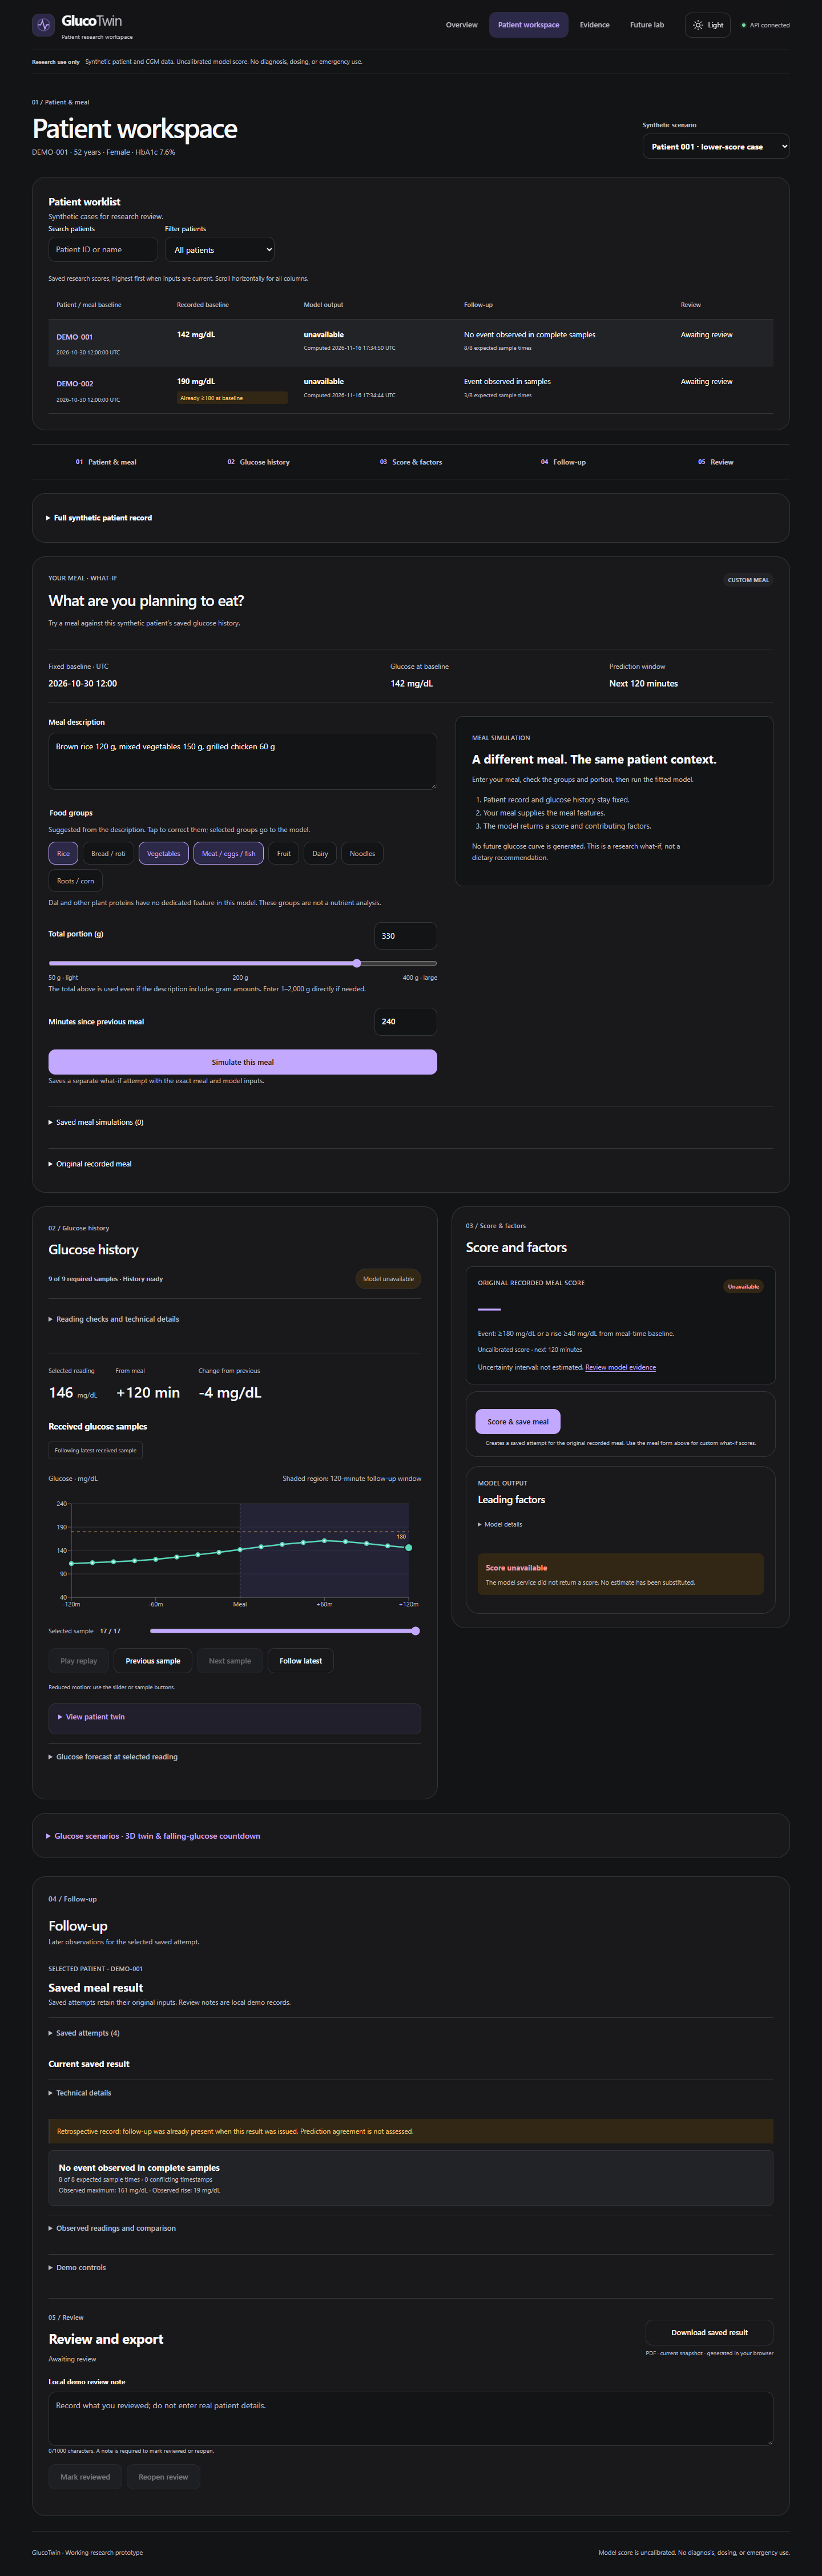 GlucoTwin
Patient research workspace
Overview
Patient workspace
Evidence
Future lab
Light
API connected
Research use only Synthetic patient and CGM data. Uncalibrated model score. No diagnosis, dosing, or emergency use.
01 / Patient & meal
Patient workspace
DEMO-001 · 52 years · Female · HbA1c 7.6%
Synthetic scenario
Patient 001 · lower-score case
Patient worklist
Synthetic cases for research review.
Search patients Filter patients
Patient ID or name All patients
Saved research scores, highest first when inputs are current. Scroll horizontally for all columns.
Patient / meal baseline Recorded baseline Model output Follow-up Review
DEMO-001 142 mg/dL unavailable No event observed in complete samples Awaiting review
2026-10-30 12:00:00 UTC Computed 2026-11-16 17:34:50 UTC 8/8 expected sample times
DEMO-002 190 mg/dL unavailable Event observed in samples Awaiting review
2026-10-30 12:00:00 UTC Already ≥180 at baseline Computed 2026-11-16 17:34:44 UTC 3/8 expected sample times
01 Patient & meal 02 Glucose history 03 Score & factors 04 Follow-up 05 Review
Full synthetic patient record
YOUR MEAL · WHAT-IF
CUSTOM MEAL
What are you planning to eat?
Try a meal against this synthetic patient's saved glucose history.
Fixed baseline · UTC Glucose at baseline Prediction window
2026-10-30 12:00 142 mg/dL Next 120 minutes
Meal description
Brown rice 120 g, mixed vegetables 150 g, grilled chicken 60 g
Food groups
Suggested from the description. Tap to correct them; selected groups go to the model.
Rice Bread / roti Vegetables Meat / eggs / fish Fruit Dairy Noodles
Roots / corn
Dal and other plant proteins have no dedicated feature in this model. These groups are not a nutrient analysis.
Total portion (g) 330
50 g · light 200 g 400 g · large
The total above is used even if the description includes gram amounts. Enter 1–2,000 g directly if needed.
Minutes since previous meal 240
Simulate this meal
Saves a separate what-if attempt with the exact meal and model inputs.
MEAL SIMULATION
A different meal. The same patient context.
Enter your meal, check the groups and portion, then run the fitted model.
1. Patient record and glucose history stay fixed.
2. Your meal supplies the meal features.
3. The model returns a score and contributing factors.
No future glucose curve is generated. This is a research what-if, not a
dietary recommendation.
Saved meal simulations (0)
Original recorded meal
02 / Glucose history
Glucose history
9 of 9 required samples · History ready
Model unavailable
Reading checks and technical details
Selected reading From meal Change from previous
146 mg/dL +120 min -4 mg/dL
Received glucose samples
Following latest received sample
Glucose · mg/dL Shaded region: 120-minute follow-up window
240
190
180
140
90
40
-120m -60m Meal +60m +120m
Selected sample 17 / 17
Play replay Previous sample Next sample Follow latest
Reduced motion: use the slider or sample buttons.
View patient twin
Glucose forecast at selected reading
03 / Score & factors
Score and factors
ORIGINAL RECORDED MEAL SCORE
Unavailable
—
Event: ≥180 mg/dL or a rise ≥40 mg/dL from meal-time baseline.
Uncalibrated score · next 120 minutes
Uncertainty interval: not estimated. Review model evidence
Score & save meal
Creates a saved attempt for the original recorded meal. Use the meal form above for custom what-if scores.
MODEL OUTPUT
Leading factors
Model details
Score unavailable
The model service did not return a score. No estimate has been substituted.
Glucose scenarios · 3D twin & falling-glucose countdown
04 / Follow-up
Follow-up
Later observations for the selected saved attempt.
SELECTED PATIENT · DEMO-001
Saved meal result
Saved attempts retain their original inputs. Review notes are local demo records.
Saved attempts (4)
Current saved result
Technical details
Retrospective record: follow-up was already present when this result was issued. Prediction agreement is not assessed.
No event observed in complete samples
8 of 8 expected sample times · 0 conflicting timestamps
Observed maximum: 161 mg/dL · Observed rise: 19 mg/dL
Observed readings and comparison
Demo controls
05 / Review
Review and export
Awaiting review
Download saved result
PDF · current snapshot · generated in your browser
Local demo review note
Record what you reviewed; do not enter real patient details.
0/1000 characters. A note is required to mark reviewed or reopen.
Mark reviewed Reopen review
GlucoTwin · Working research prototype
Model score is uncalibrated. No diagnosis, dosing, or emergency use.